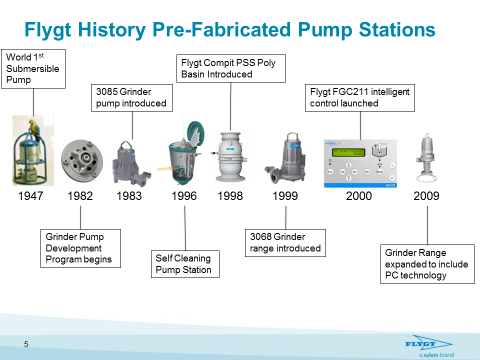 Flygt History Pre-Fabricated Pump Stations
World 1st
Submersible
Pump
3085 Grinder
pump introduced
Flygt Compit PSS Poly
Basin Introduced
Flygt FGC211 intelligent
control launched
1947
1982
1983
1996
1998
1999
2000
2009
Grinder Pump
Development
Program begins
Self Cleaning
Pump Station
3068 Grinder
range introduced
Grinder Range
expanded to include
PC technology
5
FLYGT
a xylem brand